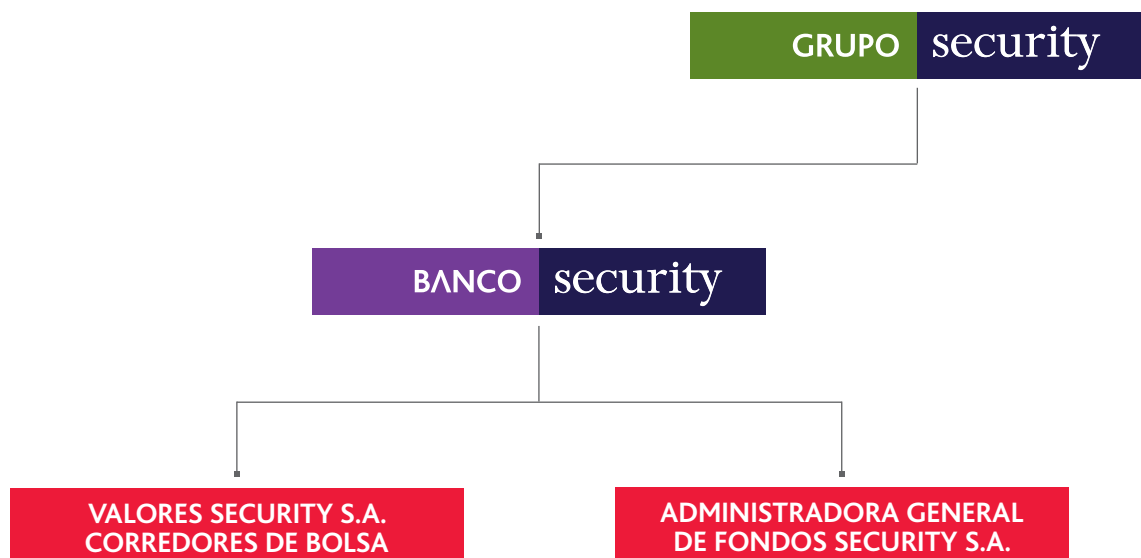 GRUPO security
BANCO security
VALORES SECURITY S.A.
CORREDORES DE BOLSA
ADMINISTRADORA GENERAL
DE FONDOS SECURITY S.A.